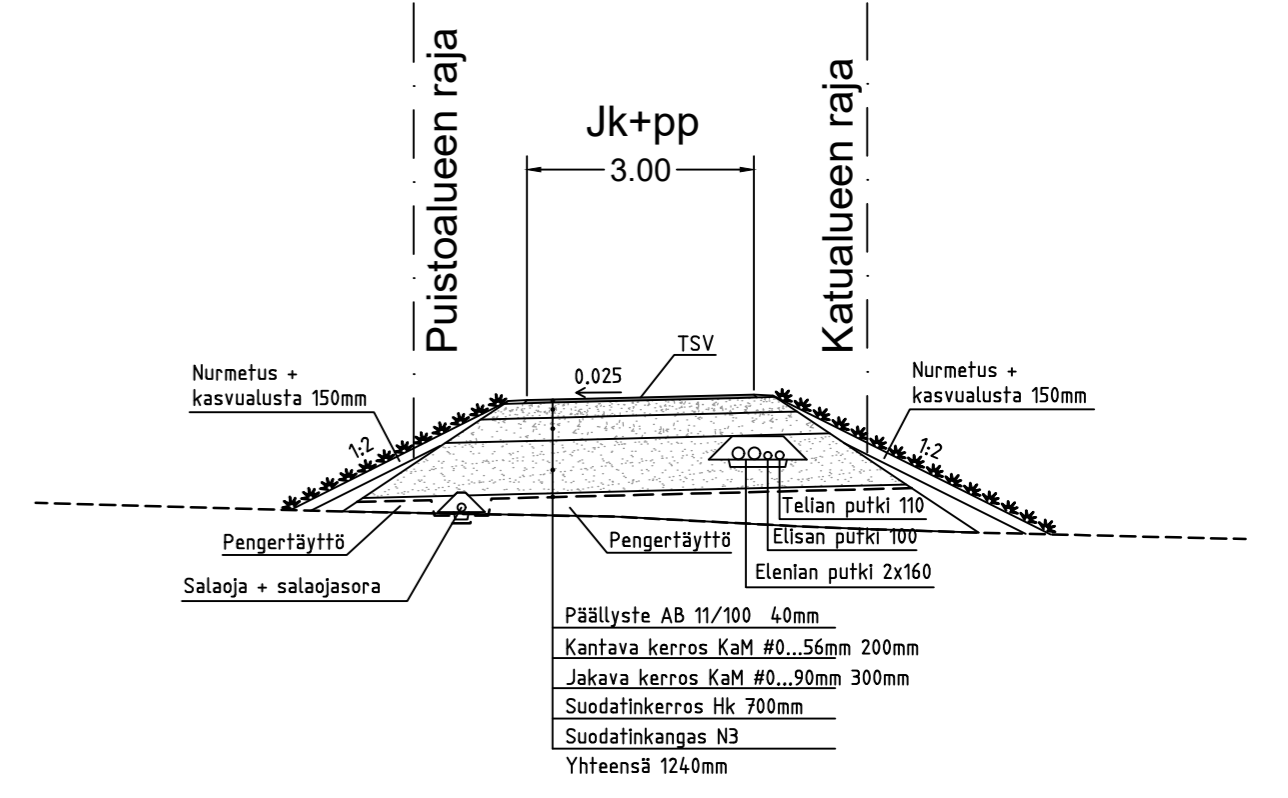 Puistoalueen raja
Katualueen raja
Jk+pp
3.00
TSV
0.025
Nurmetus +
kasvualusta 150mm
Nurmetus +
kasvualusta 150mm
1:2
1:2
Pengertäyttö
Pengertäyttö
Salaoja + salaojasora
Telian putki 110
Elisan putki 100
Elenian putki 2x160
Päällyste AB 11/100 40mm
Kantava kerros KaM #0...56mm 200mm
Jakava kerros KaM #0...90mm 300mm
Suodatinkerros Hk 700mm
Suodatinkangas N3
Yhteensä 1240mm